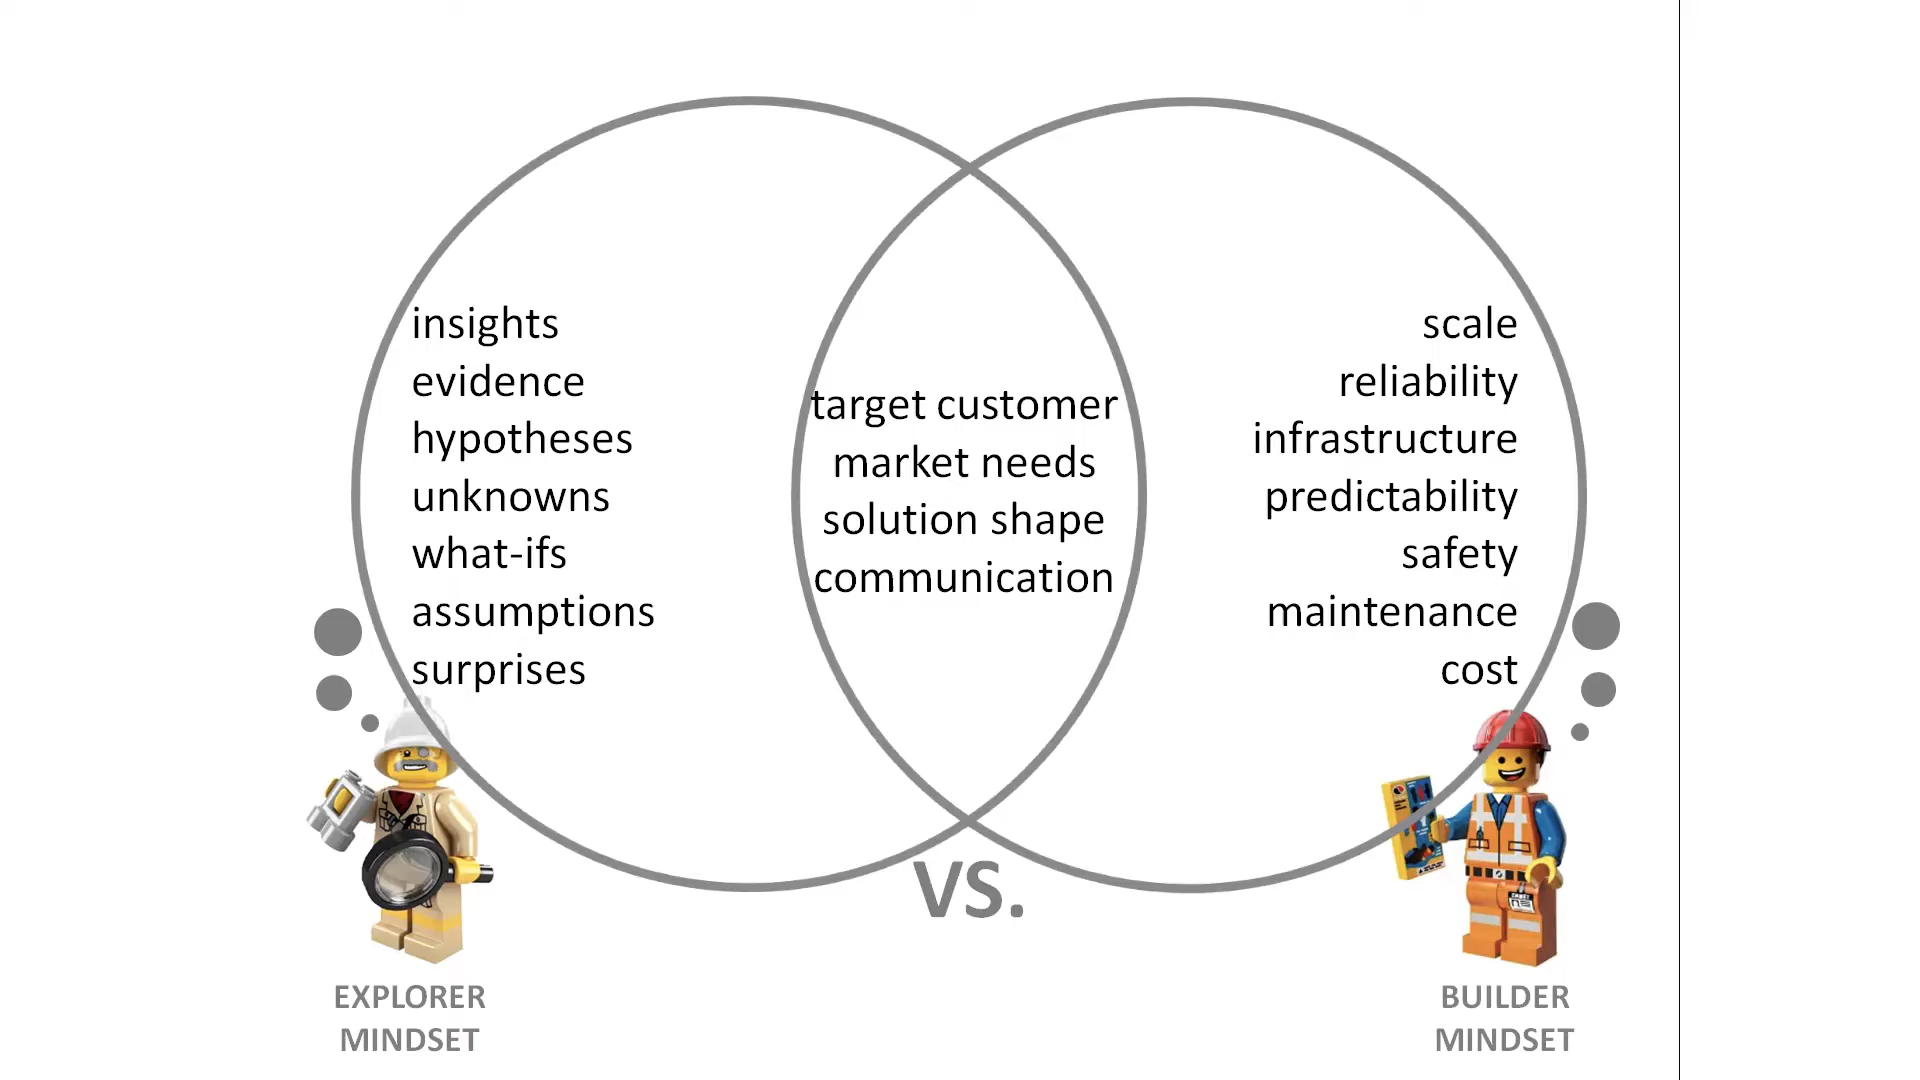 insights
evidence
hypotheses
unknowns
what-ifs
assumptions
surprises
target customer
market needs
solution shape
communication
scale
reliability
infrastructure
predictability
safety
maintenance
cost
VS.
EXPLORER
MINDSET
BUILDER
MINDSET